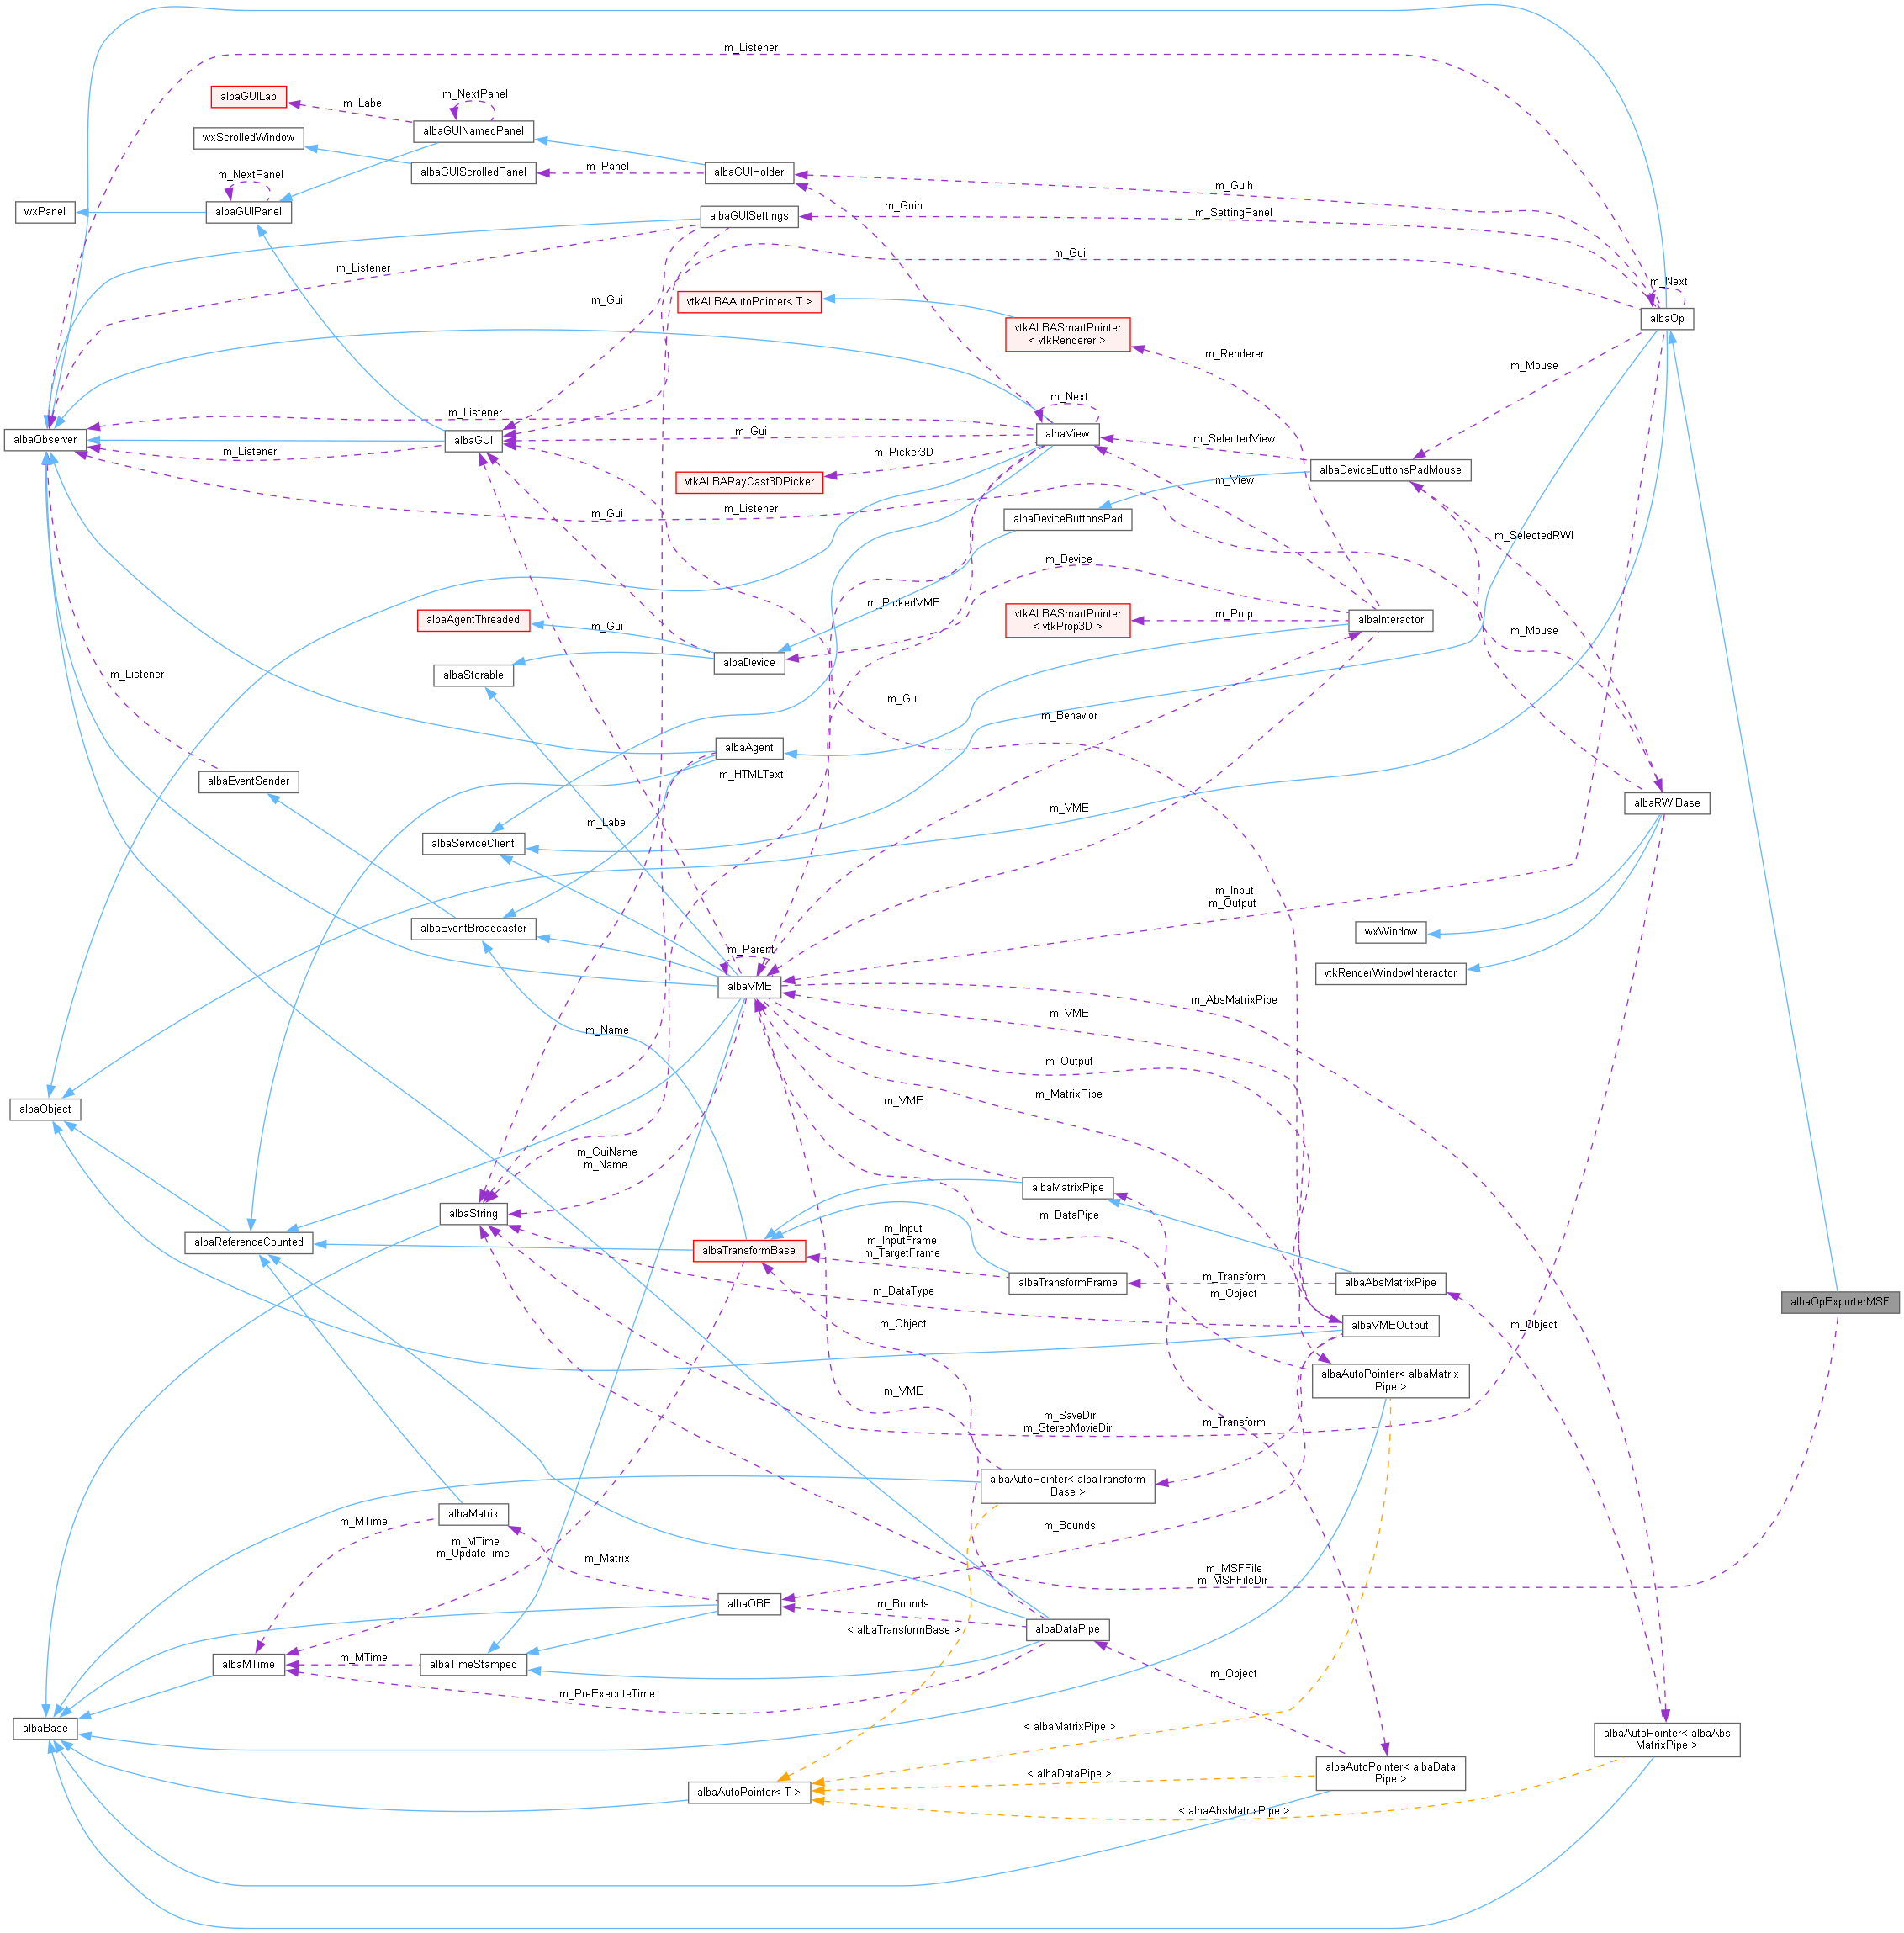 m_Listener
albaGUILab
m_Label
m_NextPanel
albaGUINamedPanel
wxScrolledWindow
albaGUIScrolledPanel
m_Panel
albaGUIHolder
m_NextPanel
m_Guih
m_Guih
wxPanel
albaGUIPanel
albaGUISettings
m_SettingPanel
m_Gui
m_Listener
m_Next
m_Gui
vtkALBAAutoPointer< T >
vtkALBASmartPointer
< vtkRenderer >
albaOp
m_Renderer
m_Mouse
m_Next
m_Listener
albaObserver
albaGUI
m_Gui
albaView
m_SelectedView
m_Listener
m_Picker3D
albaDeviceButtonsPadMouse
vtkALBARayCast3DPicker
m_View
m_Gui
m_Listener
albaDeviceButtonsPad
m_SelectedRWI
m_Device
m_PickedVME
albaAgentThreaded
m_Gui
vtkALBASmartPointer
< vtkProp3D >
m_Prop
albaInteractor
m_Mouse
albaDevice
albaStorable
m_Listener
m_Gui
m_Behavior
albaAgent
albaEventSender
m_HTMLText
albaRWIBase
m_VME
m_Label
albaServiceClient
m_Input
m_Output
albaEventBroadcaster
wxWindow
m_Parent
vtkRenderWindowInteractor
albaVME
m_AbsMatrixPipe
m_VME
m_Name
m_Output
m_MatrixPipe
m_VME
albaObject
m_GuiName
m_Name
albaMatrixPipe
albaString
m_DataPipe
albaReferenceCounted
albaTransformBase
m_Input
m_InputFrame
m_TargetFrame
albaTransformFrame
m_Transform
m_Object
albaAbsMatrixPipe
albaOpExporterMSF
m_DataType
m_Object
albaVMEOutput
m_Object
albaAutoPointer< albaMatrix
Pipe >
m_VME
m_SaveDir
m_StereoMovieDir
m_Transform
albaAutoPointer< albaTransform
Base >
albaMatrix
m_MTime
m_MTime
m_UpdateTime
m_Bounds
m_Matrix
m_MSFFile
m_MSFFileDir
albaOBB
m_Bounds
< albaTransformBase >
albaDataPipe
albaMTime
m_MTime
albaTimeStamped
m_Object
m_PreExecuteTime
albaBase
< albaMatrixPipe >
albaAutoPointer< albaAbs
MatrixPipe >
albaAutoPointer< T >
< albaDataPipe >
albaAutoPointer< albaData
Pipe >
< albaAbsMatrixPipe >